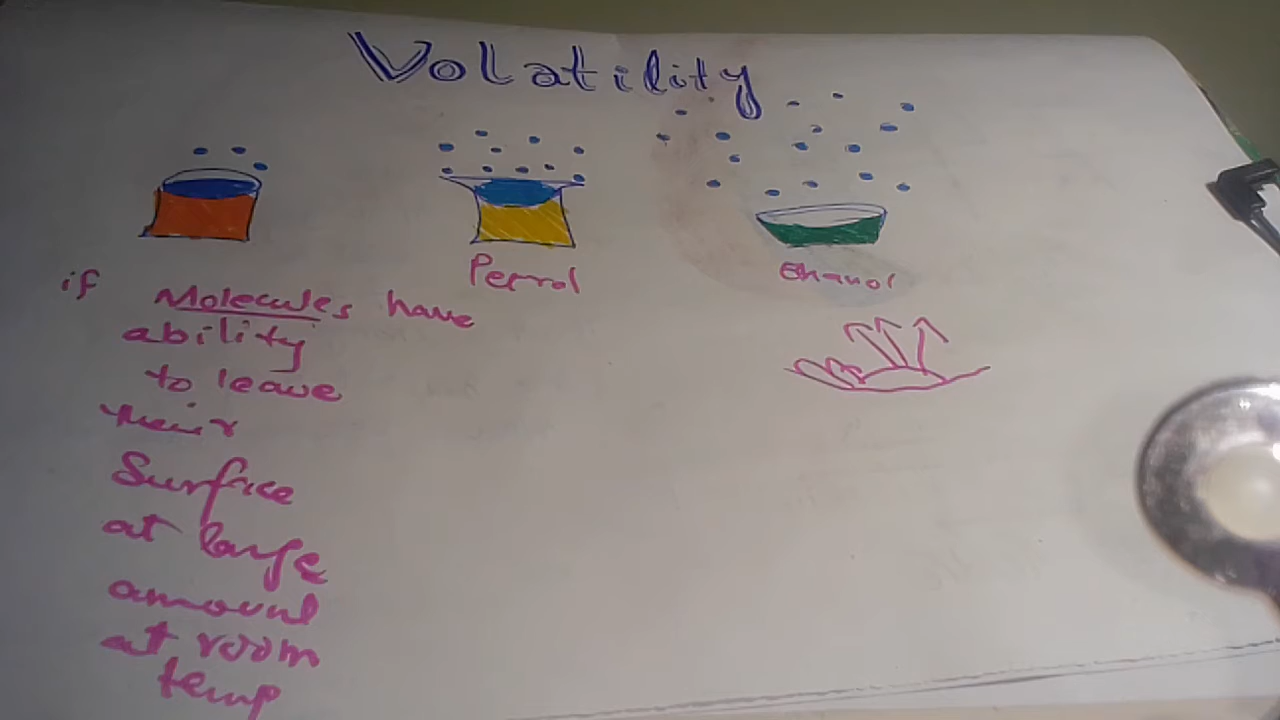 Volatility
Petrol
Ethanol
if Molecules have
ability
to leave
their
Surface
at large
amount
at room
temp